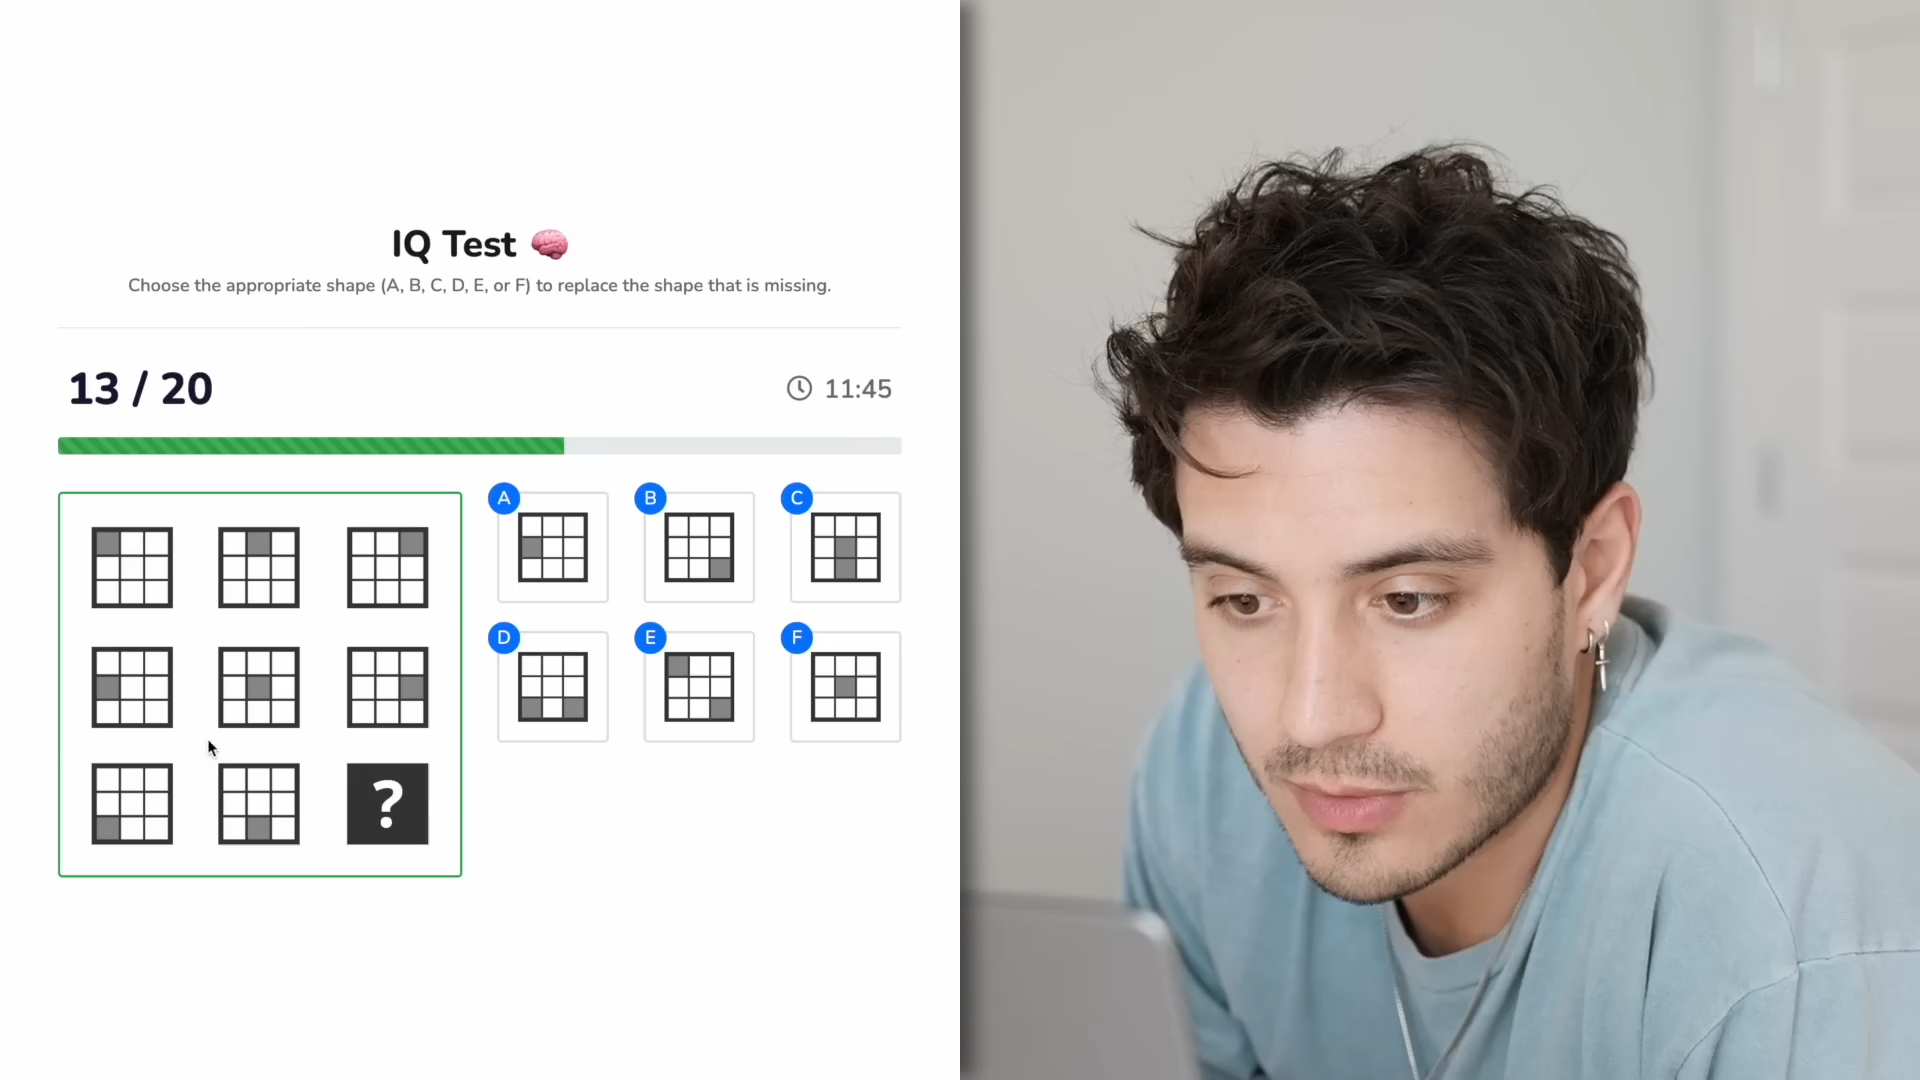 IQ Test 🧠
Choose the appropriate shape (A, B, C, D, E, or F) to replace the shape that is missing.
13 / 20
11:45
A B C
D E F
?